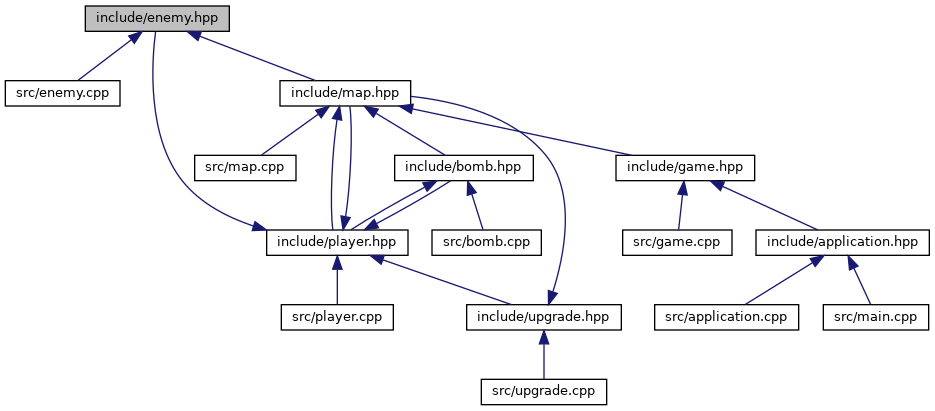 include/enemy.hpp
src/enemy.cpp
include/map.hpp
src/map.cpp
include/bomb.hpp
include/game.hpp
include/player.hpp
src/bomb.cpp
src/game.cpp
include/application.hpp
src/player.cpp
include/upgrade.hpp
src/application.cpp
src/main.cpp
src/upgrade.cpp